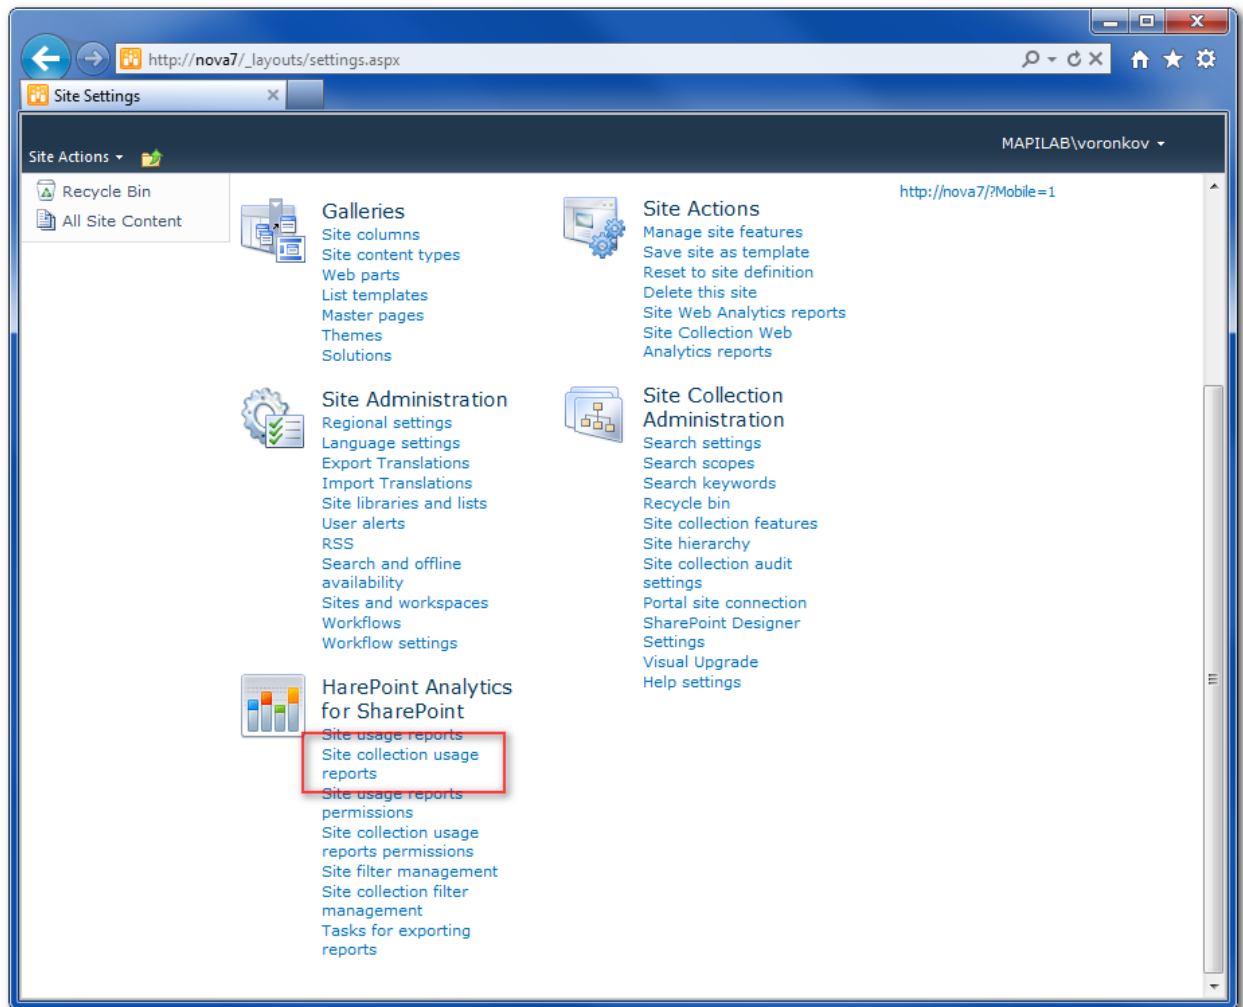 http://nova7/_layouts/settings.aspx
Site Settings
MAPILAB\voronkov
Site Actions
Recycle Bin
All Site Content
Galleries
Site columns
Site content types
Web parts
List templates
Master pages
Themes
Solutions
Site Actions
Manage site features
Save site as template
Reset to site definition
Delete this site
Site Web Analytics reports
Site Collection Web
Analytics reports
http://nova7/?Mobile=1
Site Administration
Regional settings
Language settings
Export Translations
Import Translations
Site libraries and lists
User alerts
RSS
Search and offline
availability
Sites and workspaces
Workflows
Workflow settings
Site Collection
Administration
Search settings
Search scopes
Search keywords
Recycle bin
Site collection features
Site hierarchy
Site collection audit
settings
Portal site connection
SharePoint Designer
Settings
Visual Upgrade
Help settings
HarePoint Analytics
for SharePoint
Site usage reports
Site collection usage
reports
Site usage reports
permissions
Site collection usage
reports permissions
Site filter management
Site collection filter
management
Tasks for exporting
reports